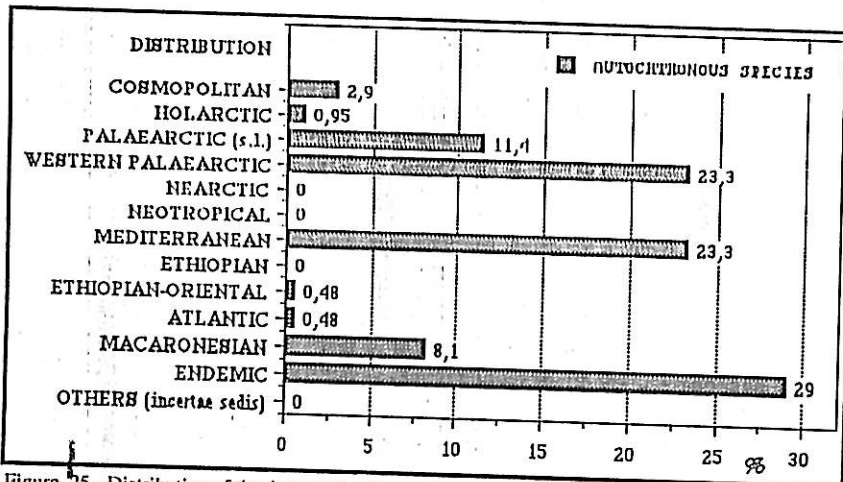 DISTRIBUTION
AUTOCHTHONOUS SPECIES
COSMOPOLITAN 2,9
HOLARCTIC 0,95
PALAEARCTIC (s.l.) 11,4
WESTERN PALAEARCTIC 23,3
NEARCTIC 0
NEOTROPICAL 0
MEDITERRANEAN 23,3
ETHIOPIAN 0
ETHIOPIAN-ORIENTAL 0,48
ATLANTIC 0,48
MACARONESIAN 8,1
ENDEMIC 29
OTHERS (incertae sedis) 0
0 5 10 15 20 25 % 30
Figure 25. Distribution of the